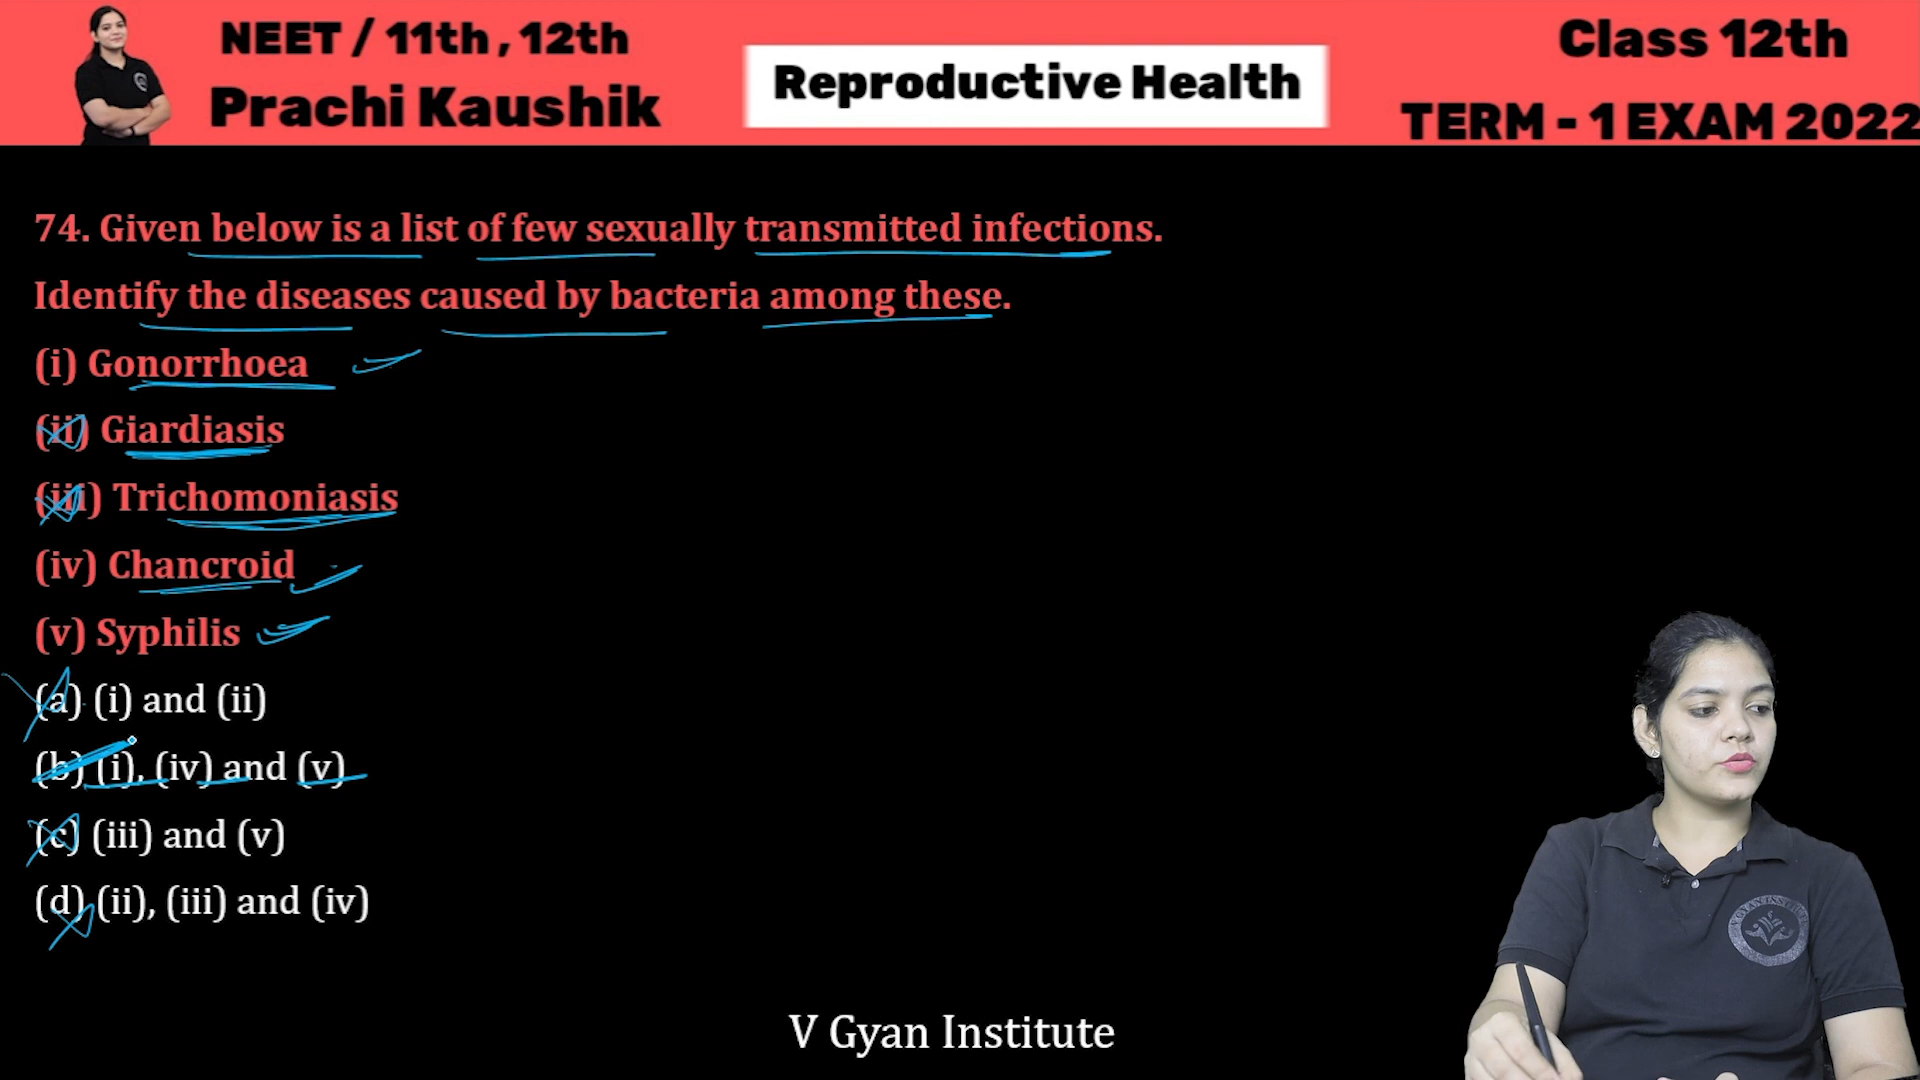 NEET / 11th , 12th
Prachi Kaushik
Reproductive Health
Class 12th
TERM - 1 EXAM 2022
74. Given below is a list of few sexually transmitted infections.
Identify the diseases caused by bacteria among these.
(i) Gonorrhoea
(ii) Giardiasis
(iii) Trichomoniasis
(iv) Chancroid
(v) Syphilis
(a) (i) and (ii)
(b) (i), (iv) and (v)
(c) (iii) and (v)
(d) (ii), (iii) and (iv)
V Gyan Institute